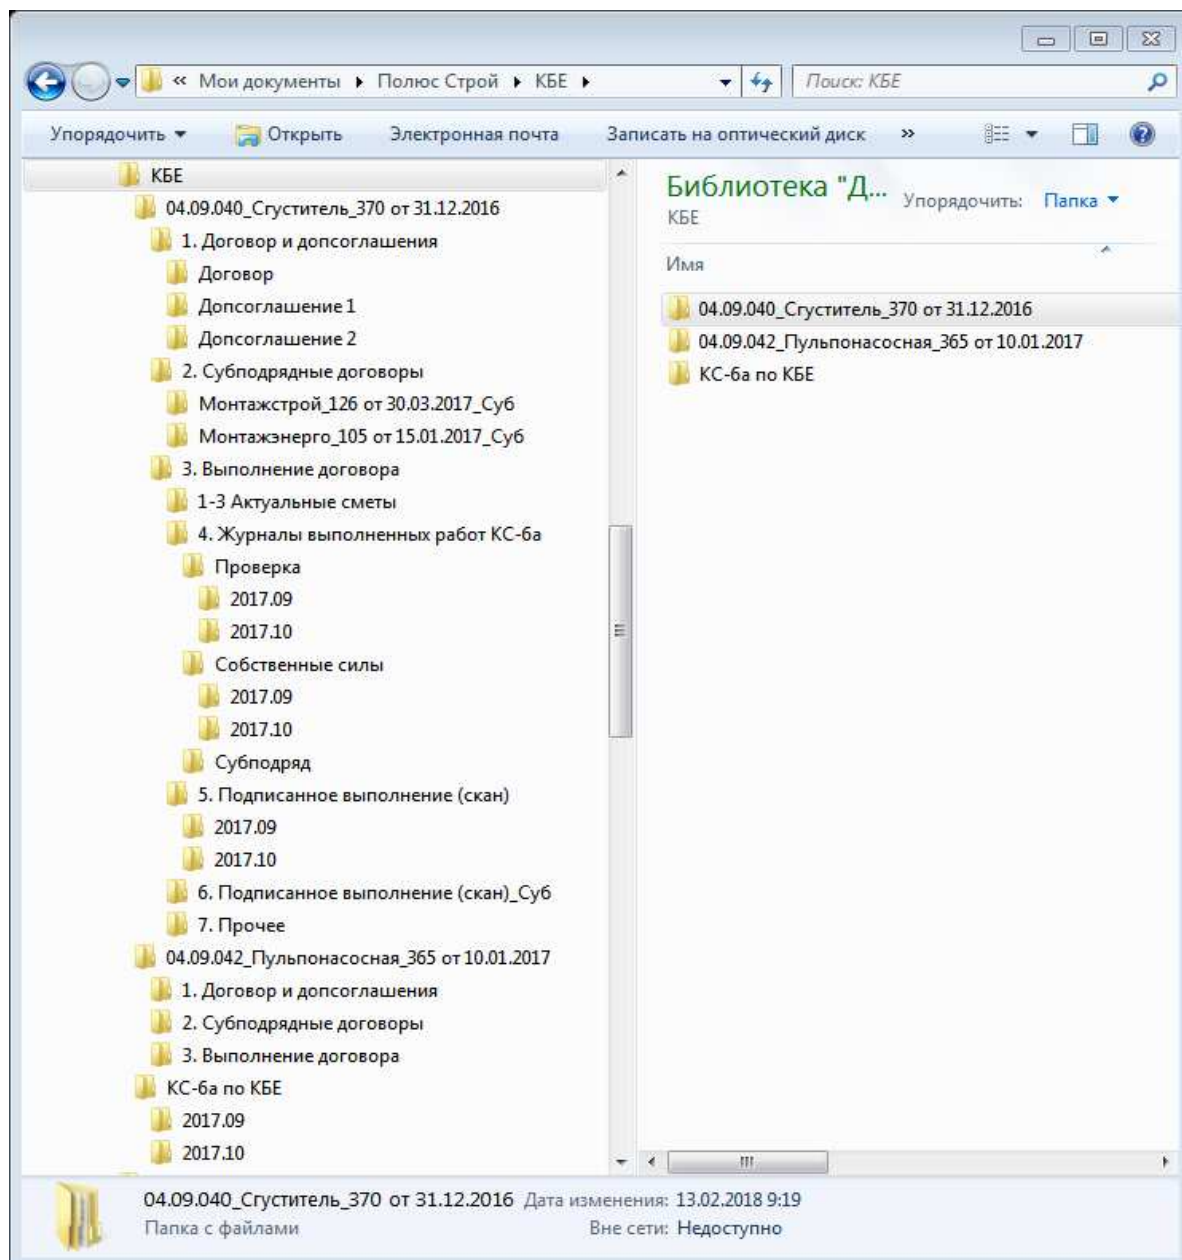 « Мои документы Полюс Строй КБЕ Поиск: КБЕ
Упорядочить Открыть Электронная почта Записать на оптический диск »
КБЕ
04.09.040_Сгуститель_370 от 31.12.2016
1. Договор и допсоглашения
Договор
Допсоглашение 1
Допсоглашение 2
2. Субподрядные договоры
Монтажстрой_126 от 30.03.2017_Суб
Монтажэнерго_105 от 15.01.2017_Суб
3. Выполнение договора
1-3 Актуальные сметы
4. Журналы выполненных работ КС-6а
Проверка
2017.09
2017.10
Собственные силы
2017.09
2017.10
Субподряд
5. Подписанное выполнение (скан)
2017.09
2017.10
6. Подписанное выполнение (скан)_Суб
7. Прочее
04.09.042_Пульпонасосная_365 от 10.01.2017
1. Договор и допсоглашения
2. Субподрядные договоры
3. Выполнение договора
КС-6а по КБЕ
2017.09
2017.10
Библиотека "Д...
Упорядочить: Папка
КБЕ
Имя
04.09.040_Сгуститель_370 от 31.12.2016
04.09.042_Пульпонасосная_365 от 10.01.2017
КС-6а по КБЕ
04.09.040_Сгуститель_370 от 31.12.2016 Дата изменения: 13.02.2018 9:19
Папка с файлами Вне сети: Недоступно